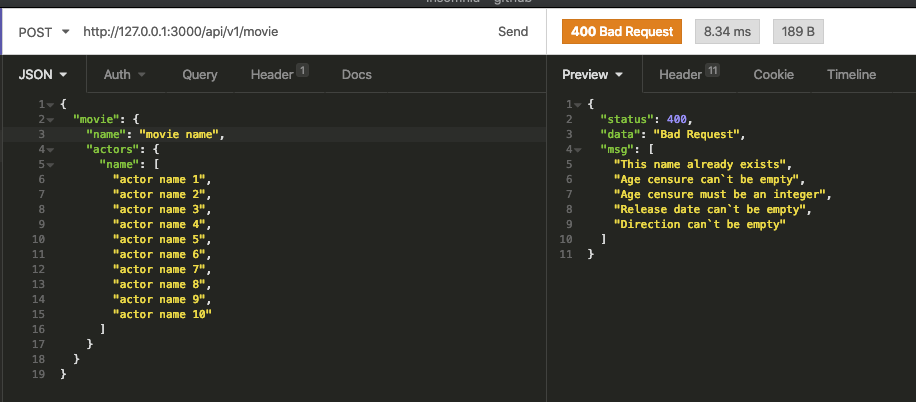 insomnia – github
POST http://127.0.0.1:3000/api/v1/movie Send 400 Bad Request 8.34 ms 189 B
JSON Auth Query Header 1 Docs Preview Header 11 Cookie Timeline
1 {
2 "movie": {
3 "name": "movie name",
4 "actors": {
5 "name": [
6 "actor name 1",
7 "actor name 2",
8 "actor name 3",
9 "actor name 4",
10 "actor name 5",
11 "actor name 6",
12 "actor name 7",
13 "actor name 8",
14 "actor name 9",
15 "actor name 10"
16 ]
17 }
18 }
19 }
1 {
2 "status": 400,
3 "data": "Bad Request",
4 "msg": [
5 "This name already exists",
6 "Age censure can`t be empty",
7 "Age censure must be an integer",
8 "Release date can`t be empty",
9 "Direction can`t be empty"
10 ]
11 }